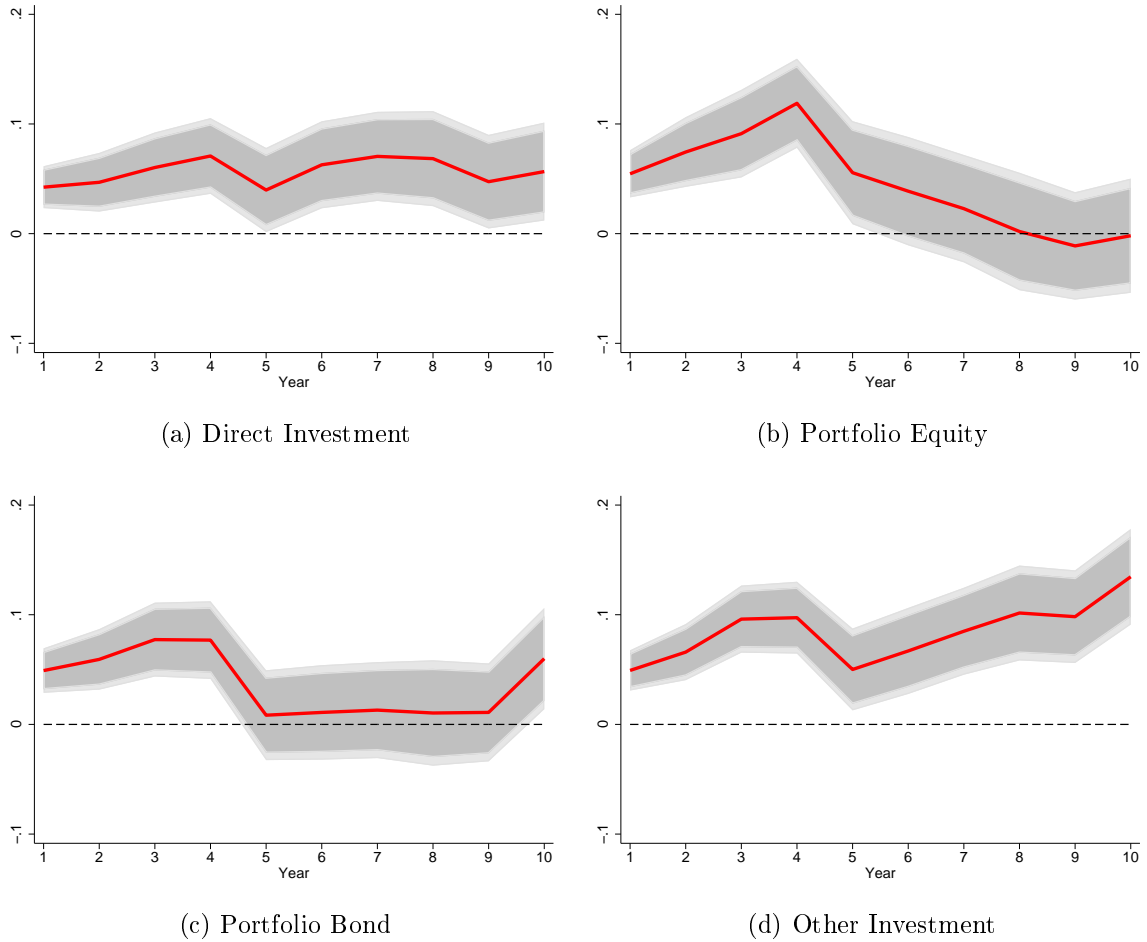 .2
.1
0
-.1
1 2 3 4 5 6 7 8 9 10
Year
(a) Direct Investment
.2
.1
0
-.1
1 2 3 4 5 6 7 8 9 10
Year
(b) Portfolio Equity
.2
.1
0
-.1
1 2 3 4 5 6 7 8 9 10
Year
(c) Portfolio Bond
.2
.1
0
-.1
1 2 3 4 5 6 7 8 9 10
Year
(d) Other Investment